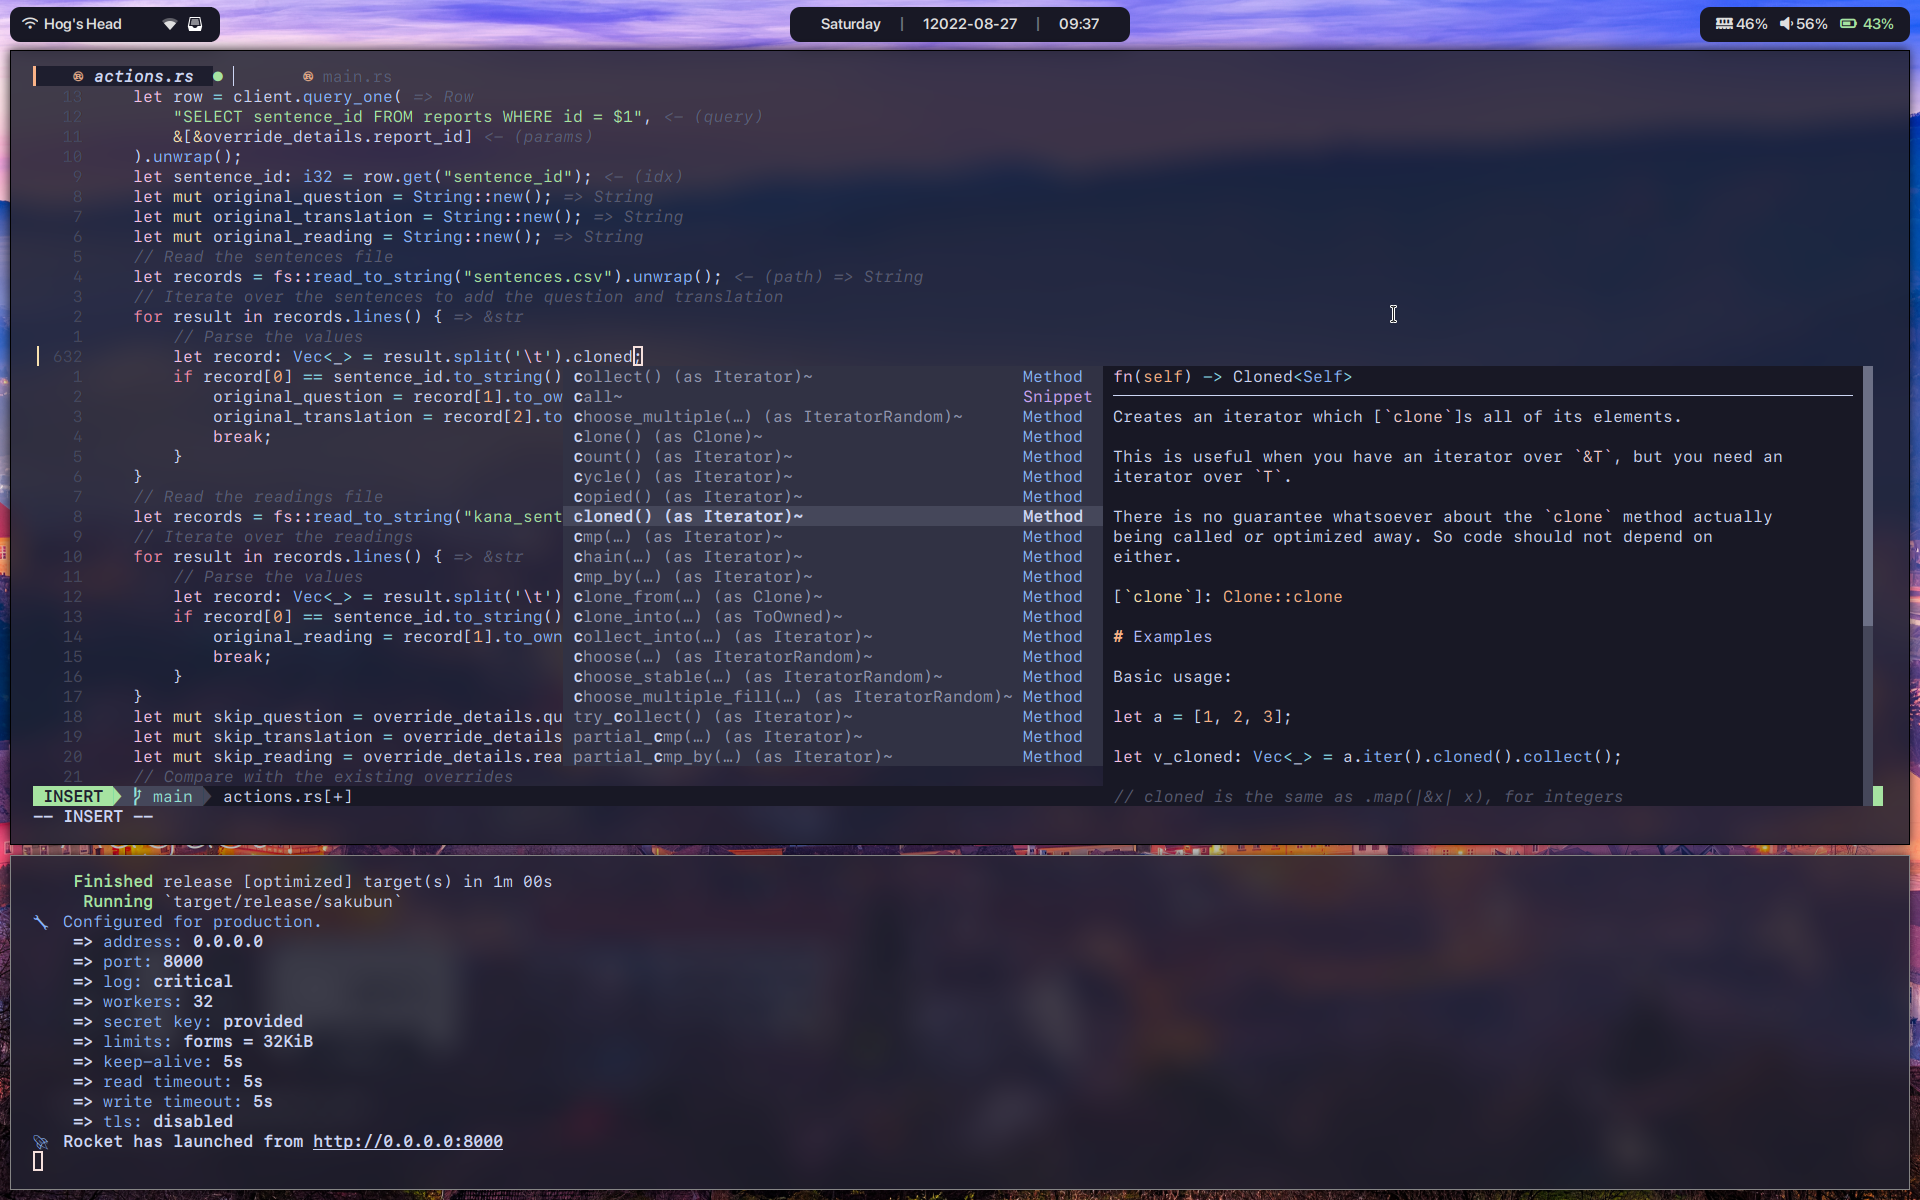 Hog's Head
Saturday | 12022-08-27 | 09:37
46% 56% 43%
actions.rs ● | main.rs
13 let row = client.query_one( => Row
12 "SELECT sentence_id FROM reports WHERE id = $1", <- (query)
11 &[&override_details.report_id] <- (params)
10 ).unwrap();
9 let sentence_id: i32 = row.get("sentence_id"); <- (idx)
8 let mut original_question = String::new(); => String
7 let mut original_translation = String::new(); => String
6 let mut original_reading = String::new(); => String
5 // Read the sentences file
4 let records = fs::read_to_string("sentences.csv").unwrap(); <- (path) => String
3 // Iterate over the sentences to add the question and translation
2 for result in records.lines() { => &str
1 // Parse the values
632 let record: Vec<_> = result.split('\t').cloned;
1 if record[0] == sentence_id.to_string()
2 original_question = record[1].to_ow
3 original_translation = record[2].to
4 break;
5 }
6 }
7 // Read the readings file
8 let records = fs::read_to_string("kana_sent
9 // Iterate over the readings
10 for result in records.lines() { => &str
11 // Parse the values
12 let record: Vec<_> = result.split('\t')
13 if record[0] == sentence_id.to_string()
14 original_reading = record[1].to_own
15 break;
16 }
17 }
18 let mut skip_question = override_details.qu
19 let mut skip_translation = override_details
20 let mut skip_reading = override_details.rea
21 // Compare with the existing overrides
collect() (as Iterator)~ Method
call~ Snippet
choose_multiple(…) (as IteratorRandom)~ Method
clone() (as Clone)~ Method
count() (as Iterator)~ Method
cycle() (as Iterator)~ Method
copied() (as Iterator)~ Method
cloned() (as Iterator)~ Method
cmp(…) (as Iterator)~ Method
chain(…) (as Iterator)~ Method
cmp_by(…) (as Iterator)~ Method
clone_from(…) (as Clone)~ Method
clone_into(…) (as ToOwned)~ Method
collect_into(…) (as Iterator)~ Method
choose(…) (as IteratorRandom)~ Method
choose_stable(…) (as IteratorRandom)~ Method
choose_multiple_fill(…) (as IteratorRandom)~ Method
try_collect() (as Iterator)~ Method
partial_cmp(…) (as Iterator)~ Method
partial_cmp_by(…) (as Iterator)~ Method
fn(self) -> Cloned<Self>
Creates an iterator which [`clone`]s all of its elements.
This is useful when you have an iterator over `&T`, but you need an
iterator over `T`.
There is no guarantee whatsoever about the `clone` method actually
being called or optimized away. So code should not depend on
either.
[`clone`]: Clone::clone
# Examples
Basic usage:
let a = [1, 2, 3];
let v_cloned: Vec<_> = a.iter().cloned().collect();
// cloned is the same as .map(|&x| x), for integers
INSERT main actions.rs[+]
-- INSERT --
Finished release [optimized] target(s) in 1m 00s
Running `target/release/sakubun`
Configured for production.
=> address: 0.0.0.0
=> port: 8000
=> log: critical
=> workers: 32
=> secret key: provided
=> limits: forms = 32KiB
=> keep-alive: 5s
=> read timeout: 5s
=> write timeout: 5s
=> tls: disabled
Rocket has launched from http://0.0.0.0:8000